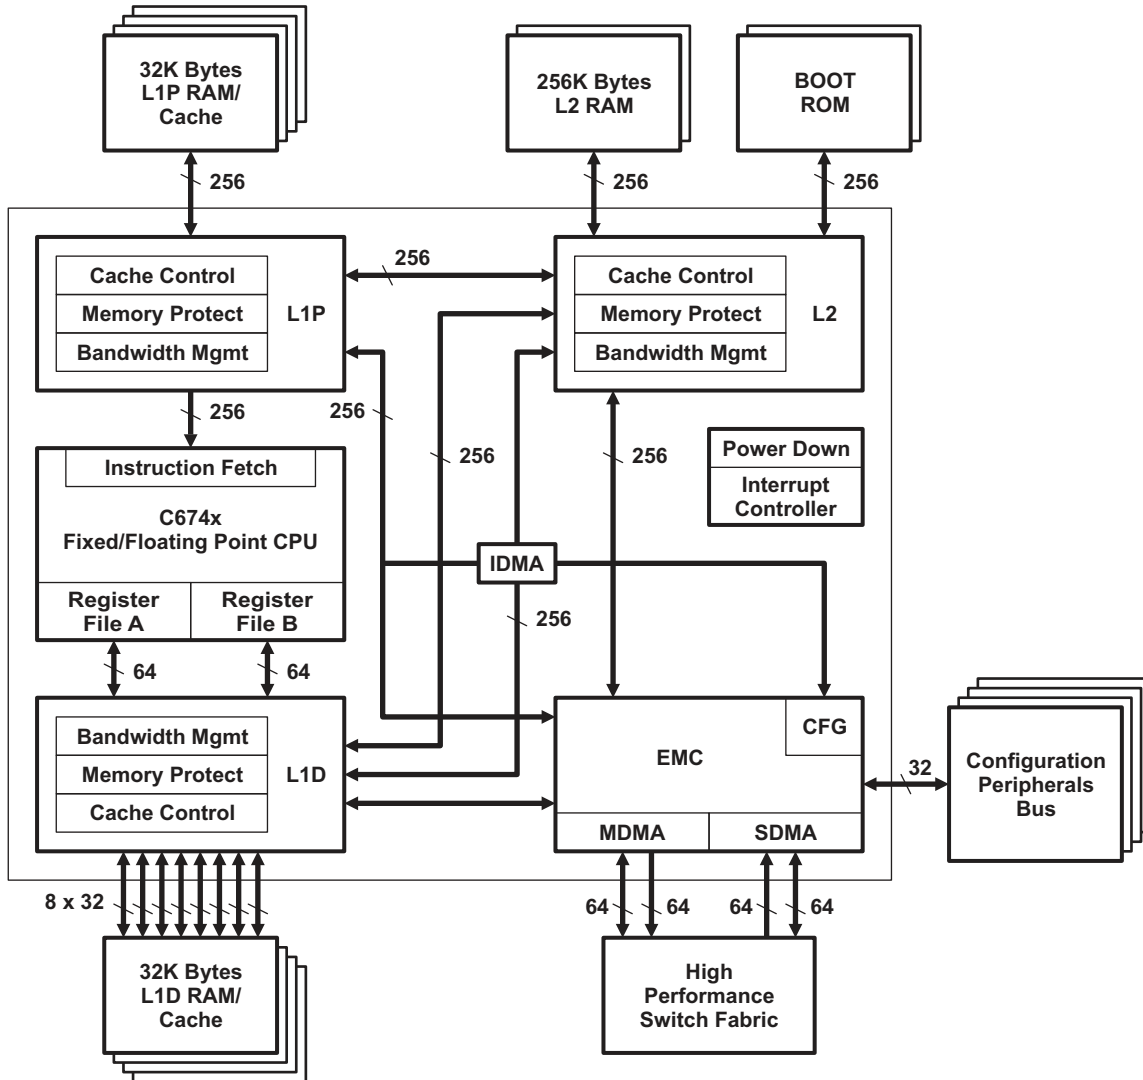 32K Bytes
L1P RAM/
Cache
256K Bytes
L2 RAM
BOOT
ROM
256
256
256
Cache Control
Memory Protect
Bandwidth Mgmt
L1P
256
Cache Control
Memory Protect
Bandwidth Mgmt
L2
256
256
256
256
Power Down
Interrupt
Controller
Instruction Fetch
C674x
Fixed/Floating Point CPU
Register
File A
Register
File B
IDMA
256
64
64
Bandwidth Mgmt
Memory Protect
Cache Control
L1D
EMC
CFG
MDMA
SDMA
32
Configuration
Peripherals
Bus
8 x 32
64
64
64
64
32K Bytes
L1D RAM/
Cache
High
Performance
Switch Fabric